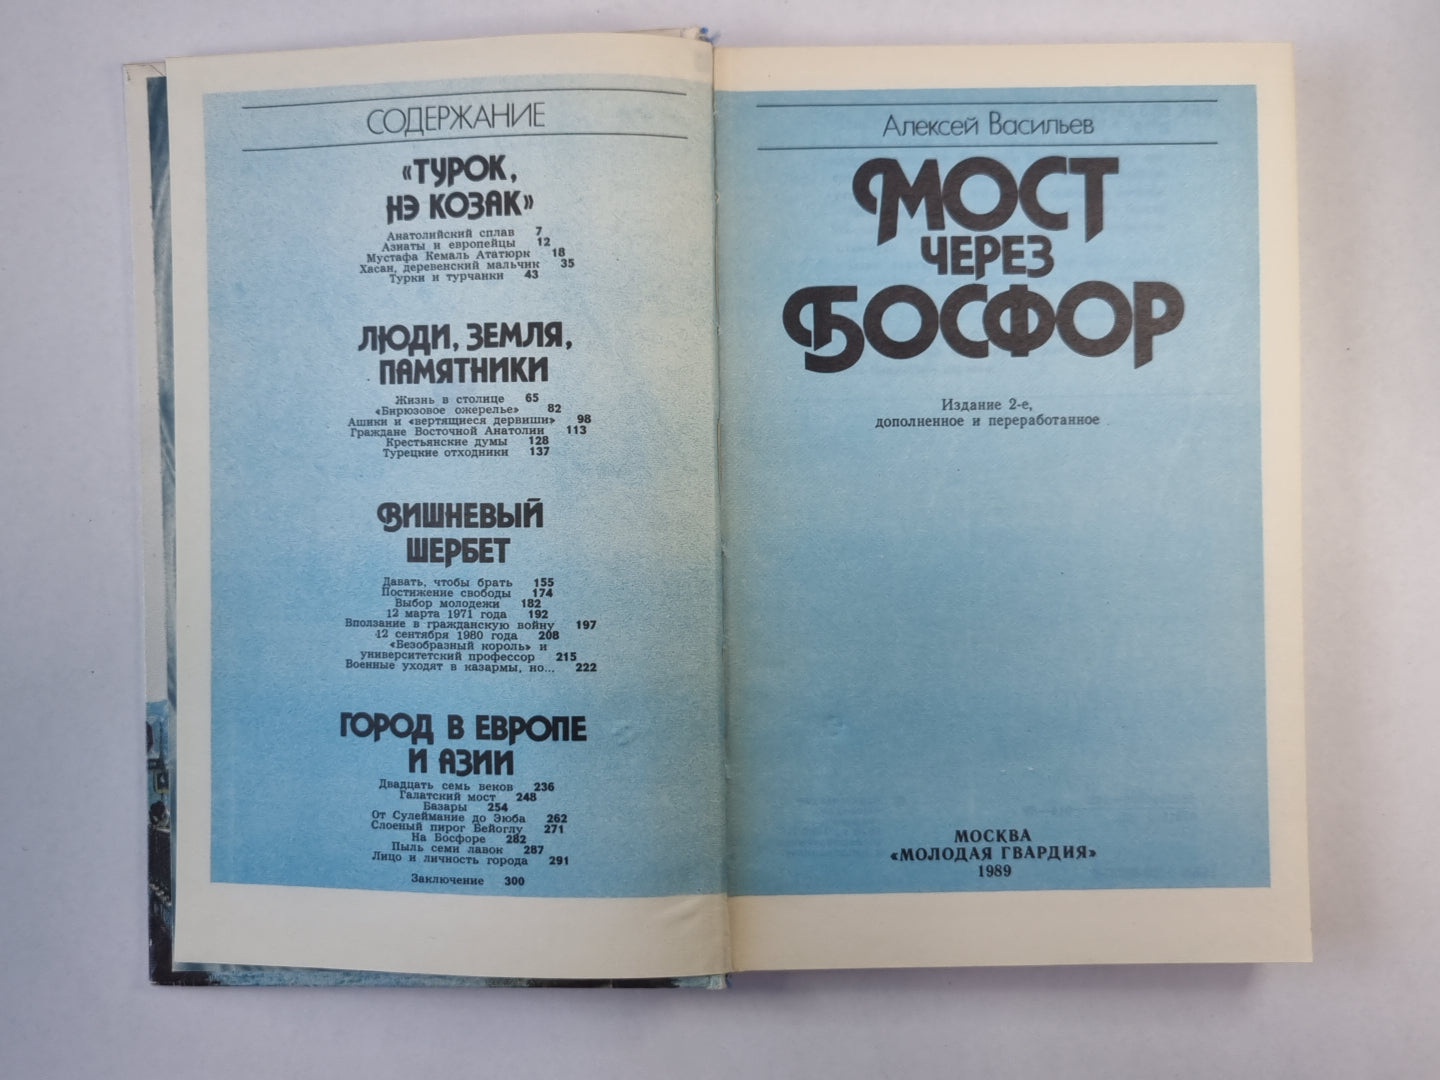 СОДЕРЖАНИЕ
«ТУРОК,
НЭ КОЗАК»
Анатолийский сплав 7
Азиаты и европейцы 12
Мустафа Кемаль Ататюрк 18
Хасан, деревенский мальчик 35
Турки и турчанки 43
ЛЮДИ, ЗЕМЛЯ,
ПАМЯТНИКИ
Жизнь в столице 65
«Бирюзовое ожерелье» 82
Ашики и «вертящиеся дервиши» 98
Граждане Восточной Анатолии 113
Крестьянские думы 128
Турецкие отходники 137
ВИШНЕВЫЙ
ШЕРБЕТ
Давать, чтобы брать 155
Постижение свободы 174
Выбор молодежи 182
12 марта 1971 года 192
Вползание в гражданскую войну 197
12 сентября 1980 года 208
«Безобразный король» и
университетский профессор 215
Военные уходят в казармы, но... 222
ГОРОД В ЕВРОПЕ
И АЗИИ
Двадцать семь веков 236
Галатский мост 248
Базары 254
От Сулеймание до Эюба 262
Слоеный пирог Бейоглу 271
На Босфоре 282
Пыль семи лавок 287
Лицо и личность города 291
Заключение 300
Алексей Васильев
МОСТ
ЧЕРЕЗ
БОСФОР
Издание 2-е,
дополненное и переработанное
МОСКВА
«МОЛОДАЯ ГВАРДИЯ»
1989